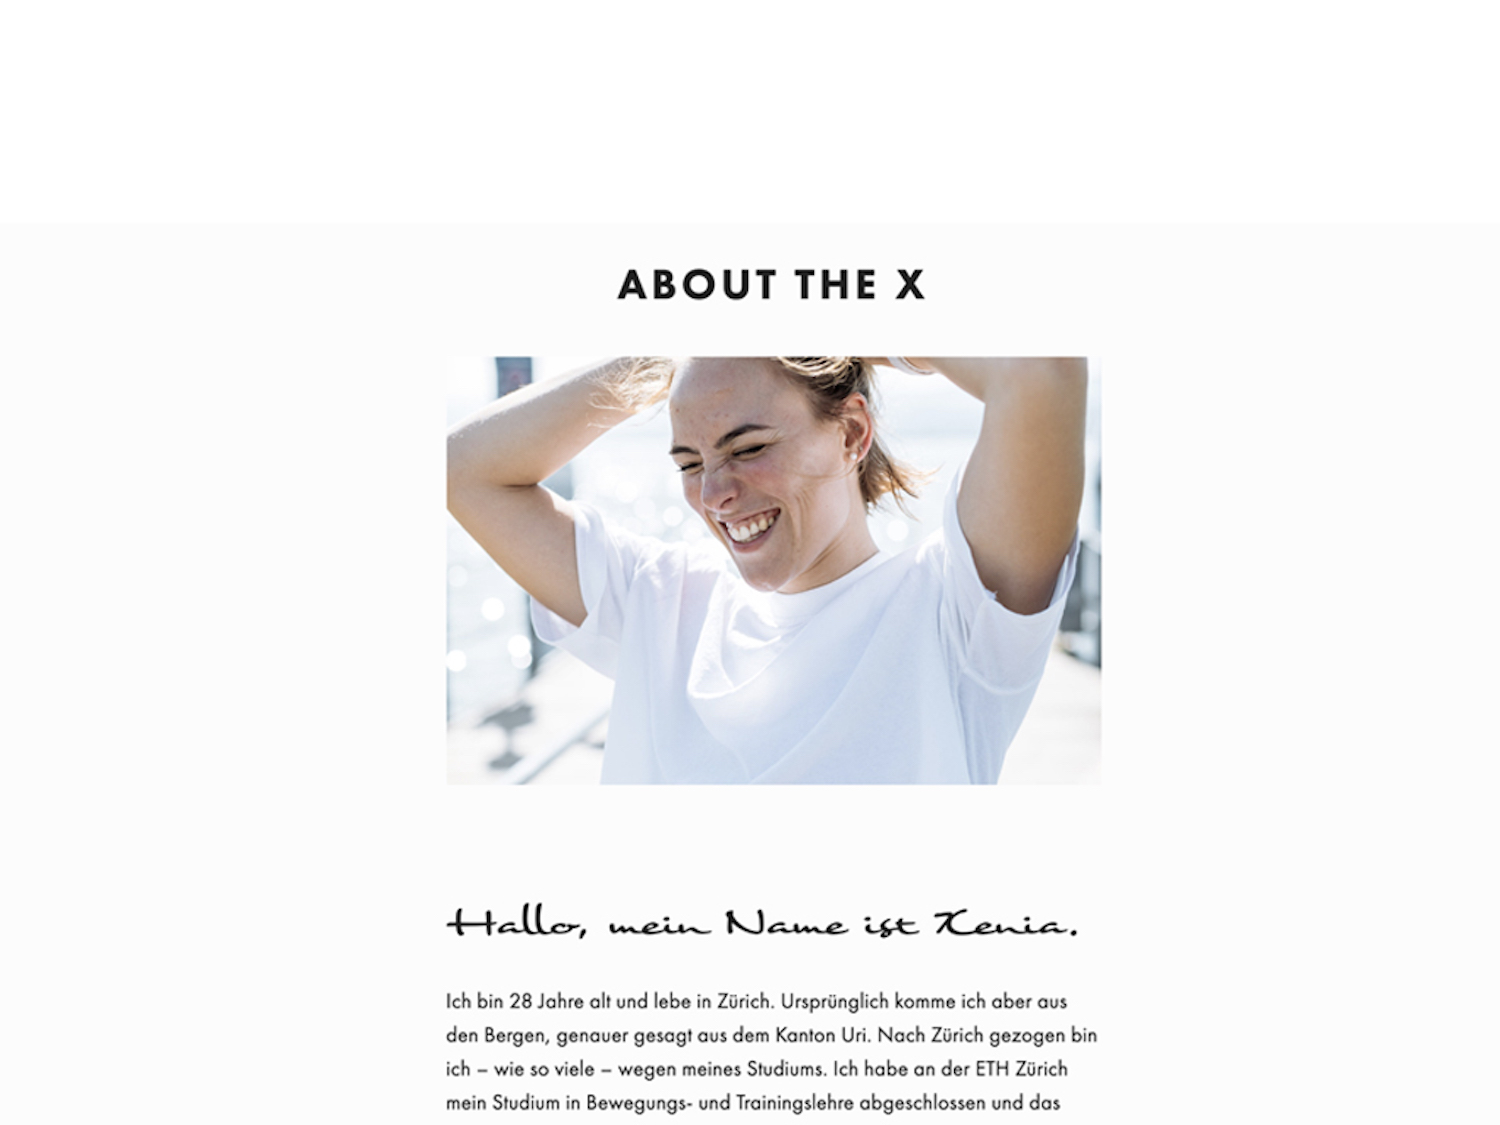 ABOUT THE X
Hallo, mein Name ist Xenia.
Ich bin 28 Jahre alt und lebe in Zürich. Ursprünglich komme ich aber aus
den Bergen, genauer gesagt aus dem Kanton Uri. Nach Zürich gezogen bin
ich – wie so viele – wegen meines Studiums. Ich habe an der ETH Zürich
mein Studium in Bewegungs- und Trainingslehre abgeschlossen und das